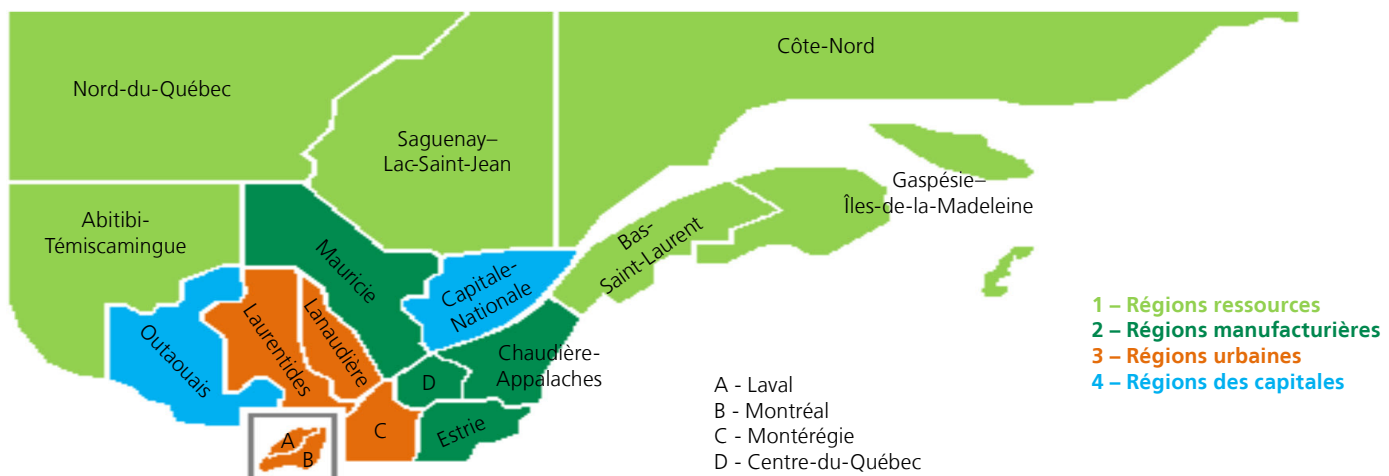 Côte-Nord
Nord-du-Québec
Saguenay–
Lac-Saint-Jean
Gaspésie–
Îles-de-la-Madeleine
Abitibi-
Témiscamingue
Mauricie
Bas-
Saint-Laurent
Capitale-
Nationale
Outaouais
Laurentides
Lanaudière
Chaudière-
Appalaches
D
C
Estrie
A
B
A - Laval
B - Montréal
C - Montérégie
D - Centre-du-Québec
1 – Régions ressources
2 – Régions manufacturières
3 – Régions urbaines
4 – Régions des capitales